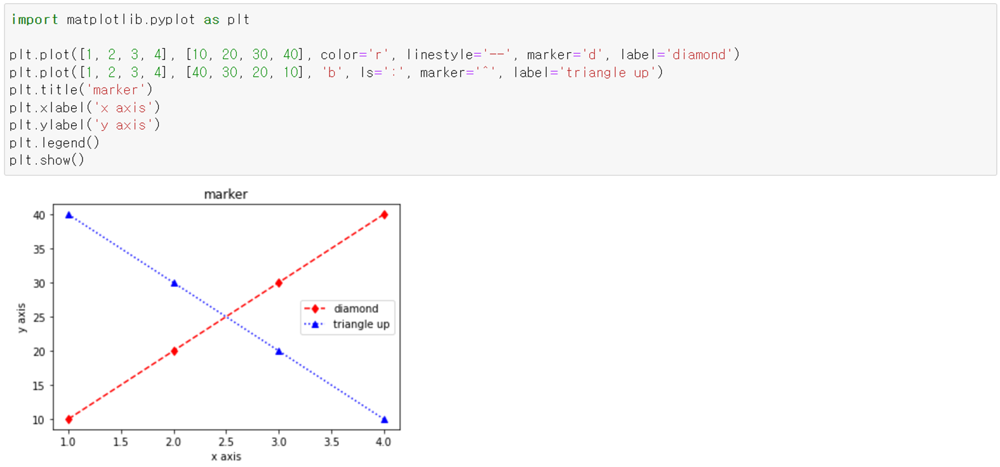 import matplotlib.pyplot as plt
plt.plot([1, 2, 3, 4], [10, 20, 30, 40], color='r', linestyle='--', marker='d', label='diamond')
plt.plot([1, 2, 3, 4], [40, 30, 20, 10], 'b', ls=':', marker='^', label='triangle up')
plt.title('marker')
plt.xlabel('x axis')
plt.ylabel('y axis')
plt.legend()
plt.show()
marker
40
35
30
25
20
15
10
y axis
diamond
triangle up
1.0 1.5 2.0 2.5 3.0 3.5 4.0
x axis